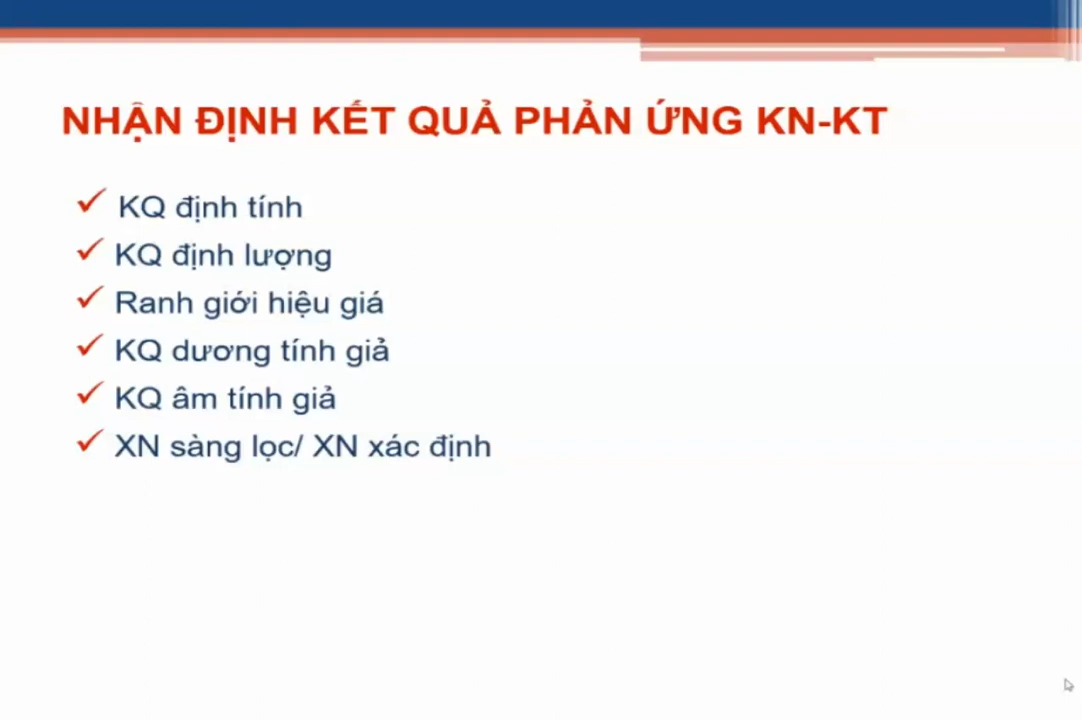 NHẬN ĐỊNH KẾT QUẢ PHẢN ỨNG KN-KT
KQ định tính
KQ định lượng
Ranh giới hiệu giá
KQ dương tính giả
KQ âm tính giả
XN sàng lọc/ XN xác định